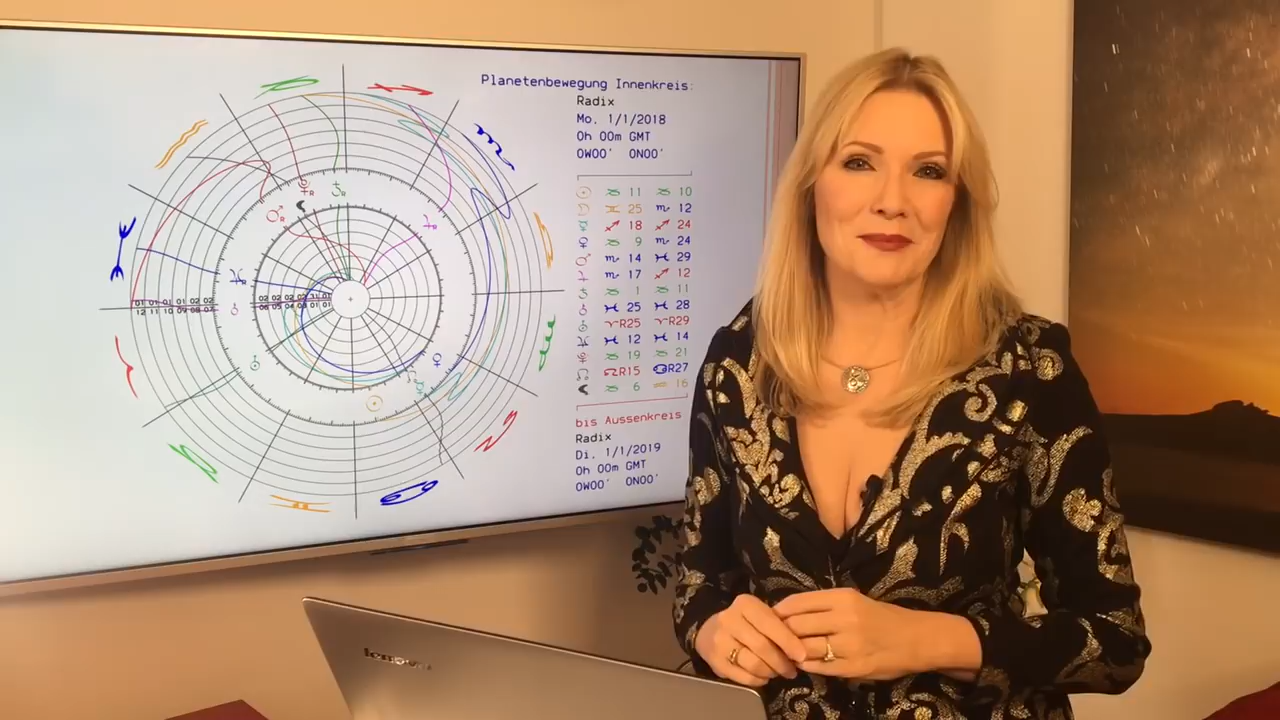 Planetenbewegung Innenkreis:
Radix
Mo. 1/1/2018
0h 00m GMT
0W00' 0N00'
☉ ♑ 11 ♑ 10
☽ ♊ 25 ♏ 12
☿ ♐ 18 ♐ 24
♀ ♑ 9 ♏ 24
♂ ♏ 14 ♓ 29
♃ ♏ 17 ♐ 12
♄ ♑ 1 ♑ 11
♓ 25 ♓ 28
♅ ♈R25 ♈R29
♆ ♓ 12 ♓ 14
♑ 19 ♑ 21
☊ ♌R15 ♋R27
♑ 6 ♒ 16
bis Aussenkreis
Radix
Di. 1/1/2019
0h 00m GMT
0W00' 0N00'
lenovo